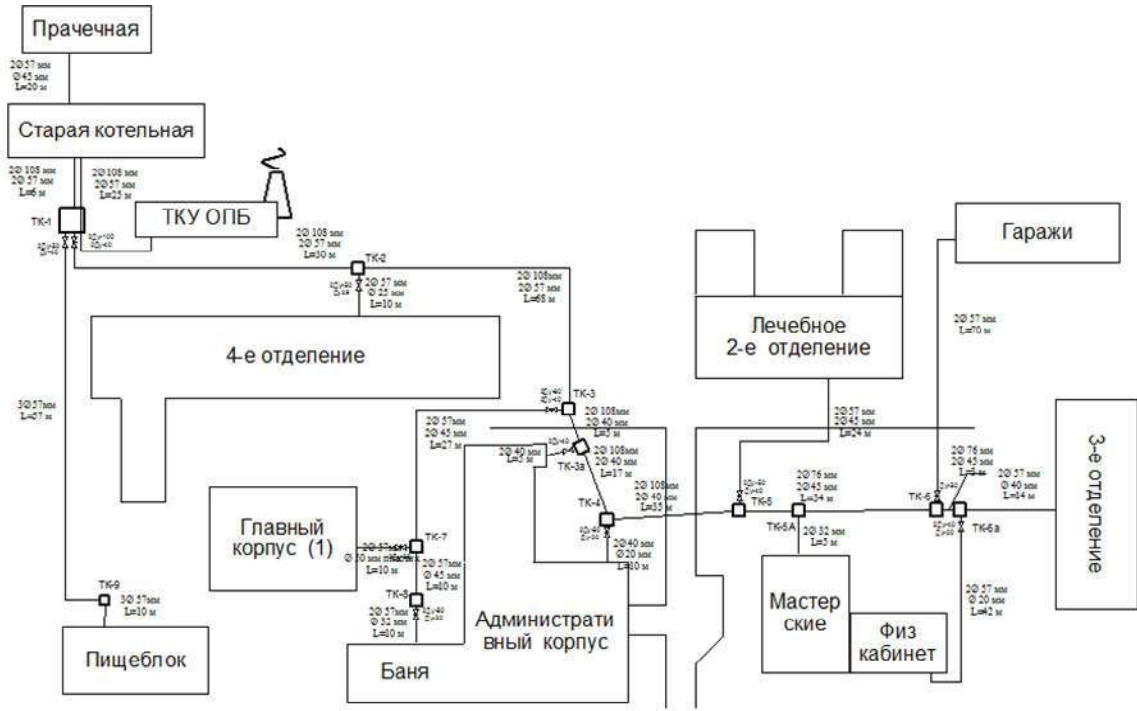 Прачечная
2Ø 57 мм
Ø 45 мм
L=20 м
Старая котельная
2Ø 108 мм
2Ø 57 мм
L=6 м
2Ø 108 мм
2Ø 57 мм
L=25 м
ТК-1
ТКУ ОПБ
2Ø 108 мм
2Ø 57 мм
L=30 м
ТК-2
2Ø 57 мм
Ø 25 мм
L=10 м
2Ø 108мм
2Ø 57 мм
L=68 м
4-е отделение
Лечебное
2-е отделение
Гаражи
2Ø 57 мм
L=70 м
3Ø 57мм
L=57 м
ТК-3
2Ø 57 мм
2Ø 45 мм
L=27 м
2Ø 108мм
2Ø 40 мм
L=5 м
2Ø 40 мм
L=5 м
ТК-3а
2Ø 108мм
2Ø 40 мм
L=17 м
2Ø 108 мм
2Ø 40 мм
L=35 м
ТК-4
2Ø 57 мм
2Ø 45 мм
L=24 м
ТК-5
2Ø 76 мм
2Ø 45 мм
L=34 м
ТК-5А
2Ø 32 мм
L=5 м
ТК-6
2Ø 76 мм
2Ø 45 мм
2Ø 57 мм
Ø 40 мм
L=14 м
ТК-6а
3-е отделение
Главный
корпус (1)
2Ø 57мм
L=10 м
ТК-7
2Ø 57 мм
Ø 45 мм
ТК-8
2Ø 57мм
Ø 32 мм
L=10 м
2Ø 40 мм
Ø 20 мм
L=10 м
Административ
вный корпус
Баня
Мастер
ские
Физ
кабинет
2Ø 57 мм
Ø 20 мм
L=42 м
ТК-9
3Ø 57мм
L=10 м
Пищеблок